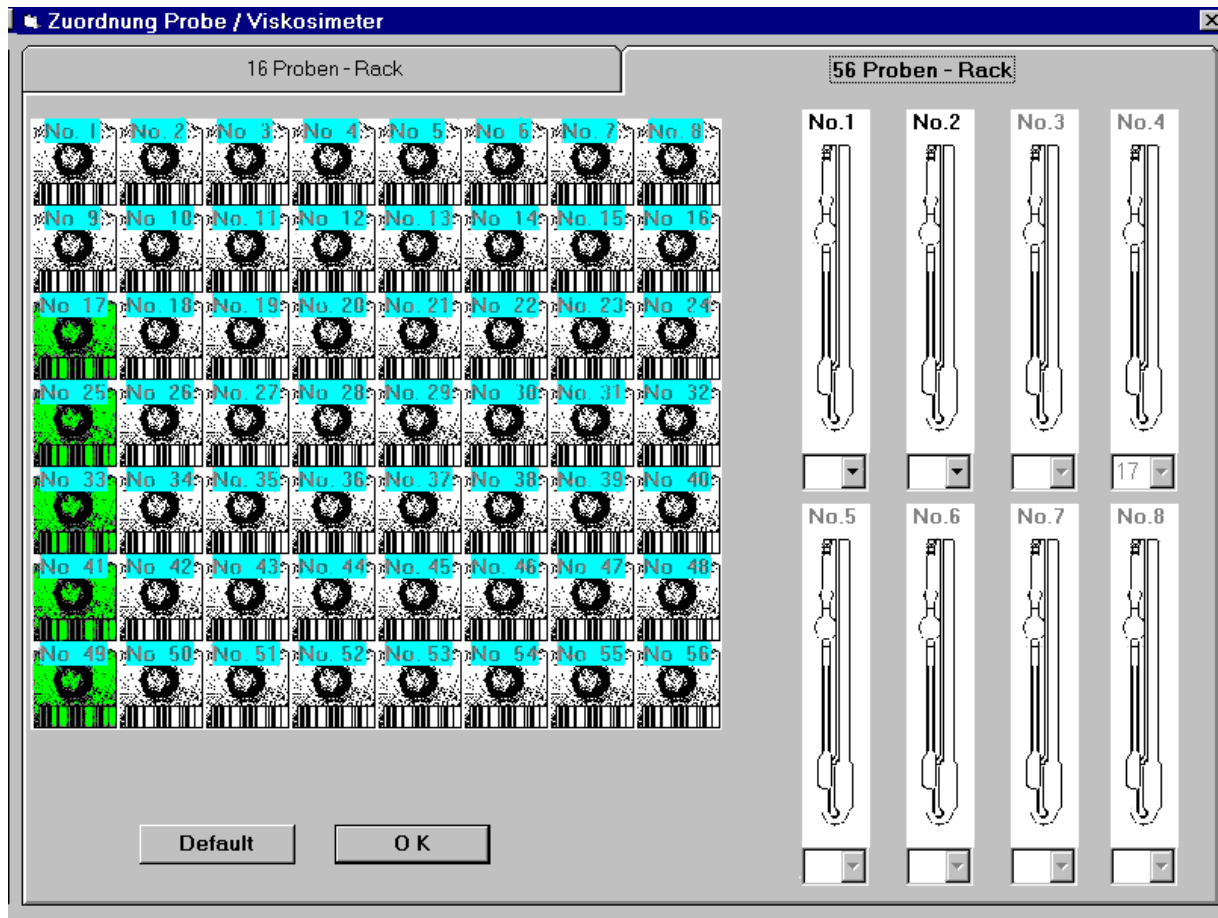 Zuordnung Probe / Viskosimeter
16 Proben - Rack
56 Proben - Rack
No. 1 No. 2 No. 3 No. 4 No. 5 No. 6 No. 7 No. 8
No. 9 No. 10 No. 11 No. 12 No. 13 No. 14 No. 15 No. 16
No. 17 No. 18 No. 19 No. 20 No. 21 No. 22 No. 23 No. 24
No. 25 No. 26 No. 27 No. 28 No. 29 No. 30 No. 31 No. 32
No. 33 No. 34 No. 35 No. 36 No. 37 No. 38 No. 39 No. 40
No. 41 No. 42 No. 43 No. 44 No. 45 No. 46 No. 47 No. 48
No. 49 No. 50 No. 51 No. 52 No. 53 No. 54 No. 55 No. 56
No.1 No.2 No.3 No.4
17
No.5 No.6 No.7 No.8
Default
O K